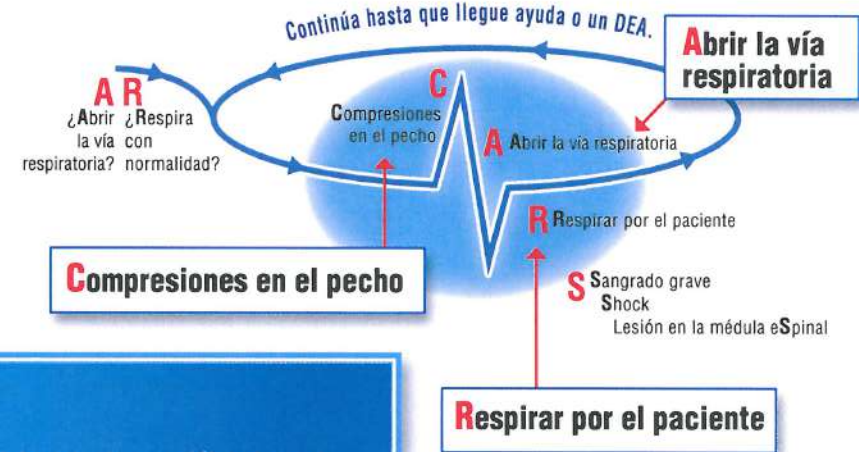 Continúa hasta que llegue ayuda o un DEA.
Abrir la vía
respiratoria
A R
¿Abrir ¿Respira
la vía con
respiratoria? normalidad?
C
Compresiones
en el pecho
A Abrir la vía respiratoria
R Respirar por el paciente
Compresiones en el pecho
S Sangrado grave
Shock
Lesión en la médula eSpinal
Respirar por el paciente